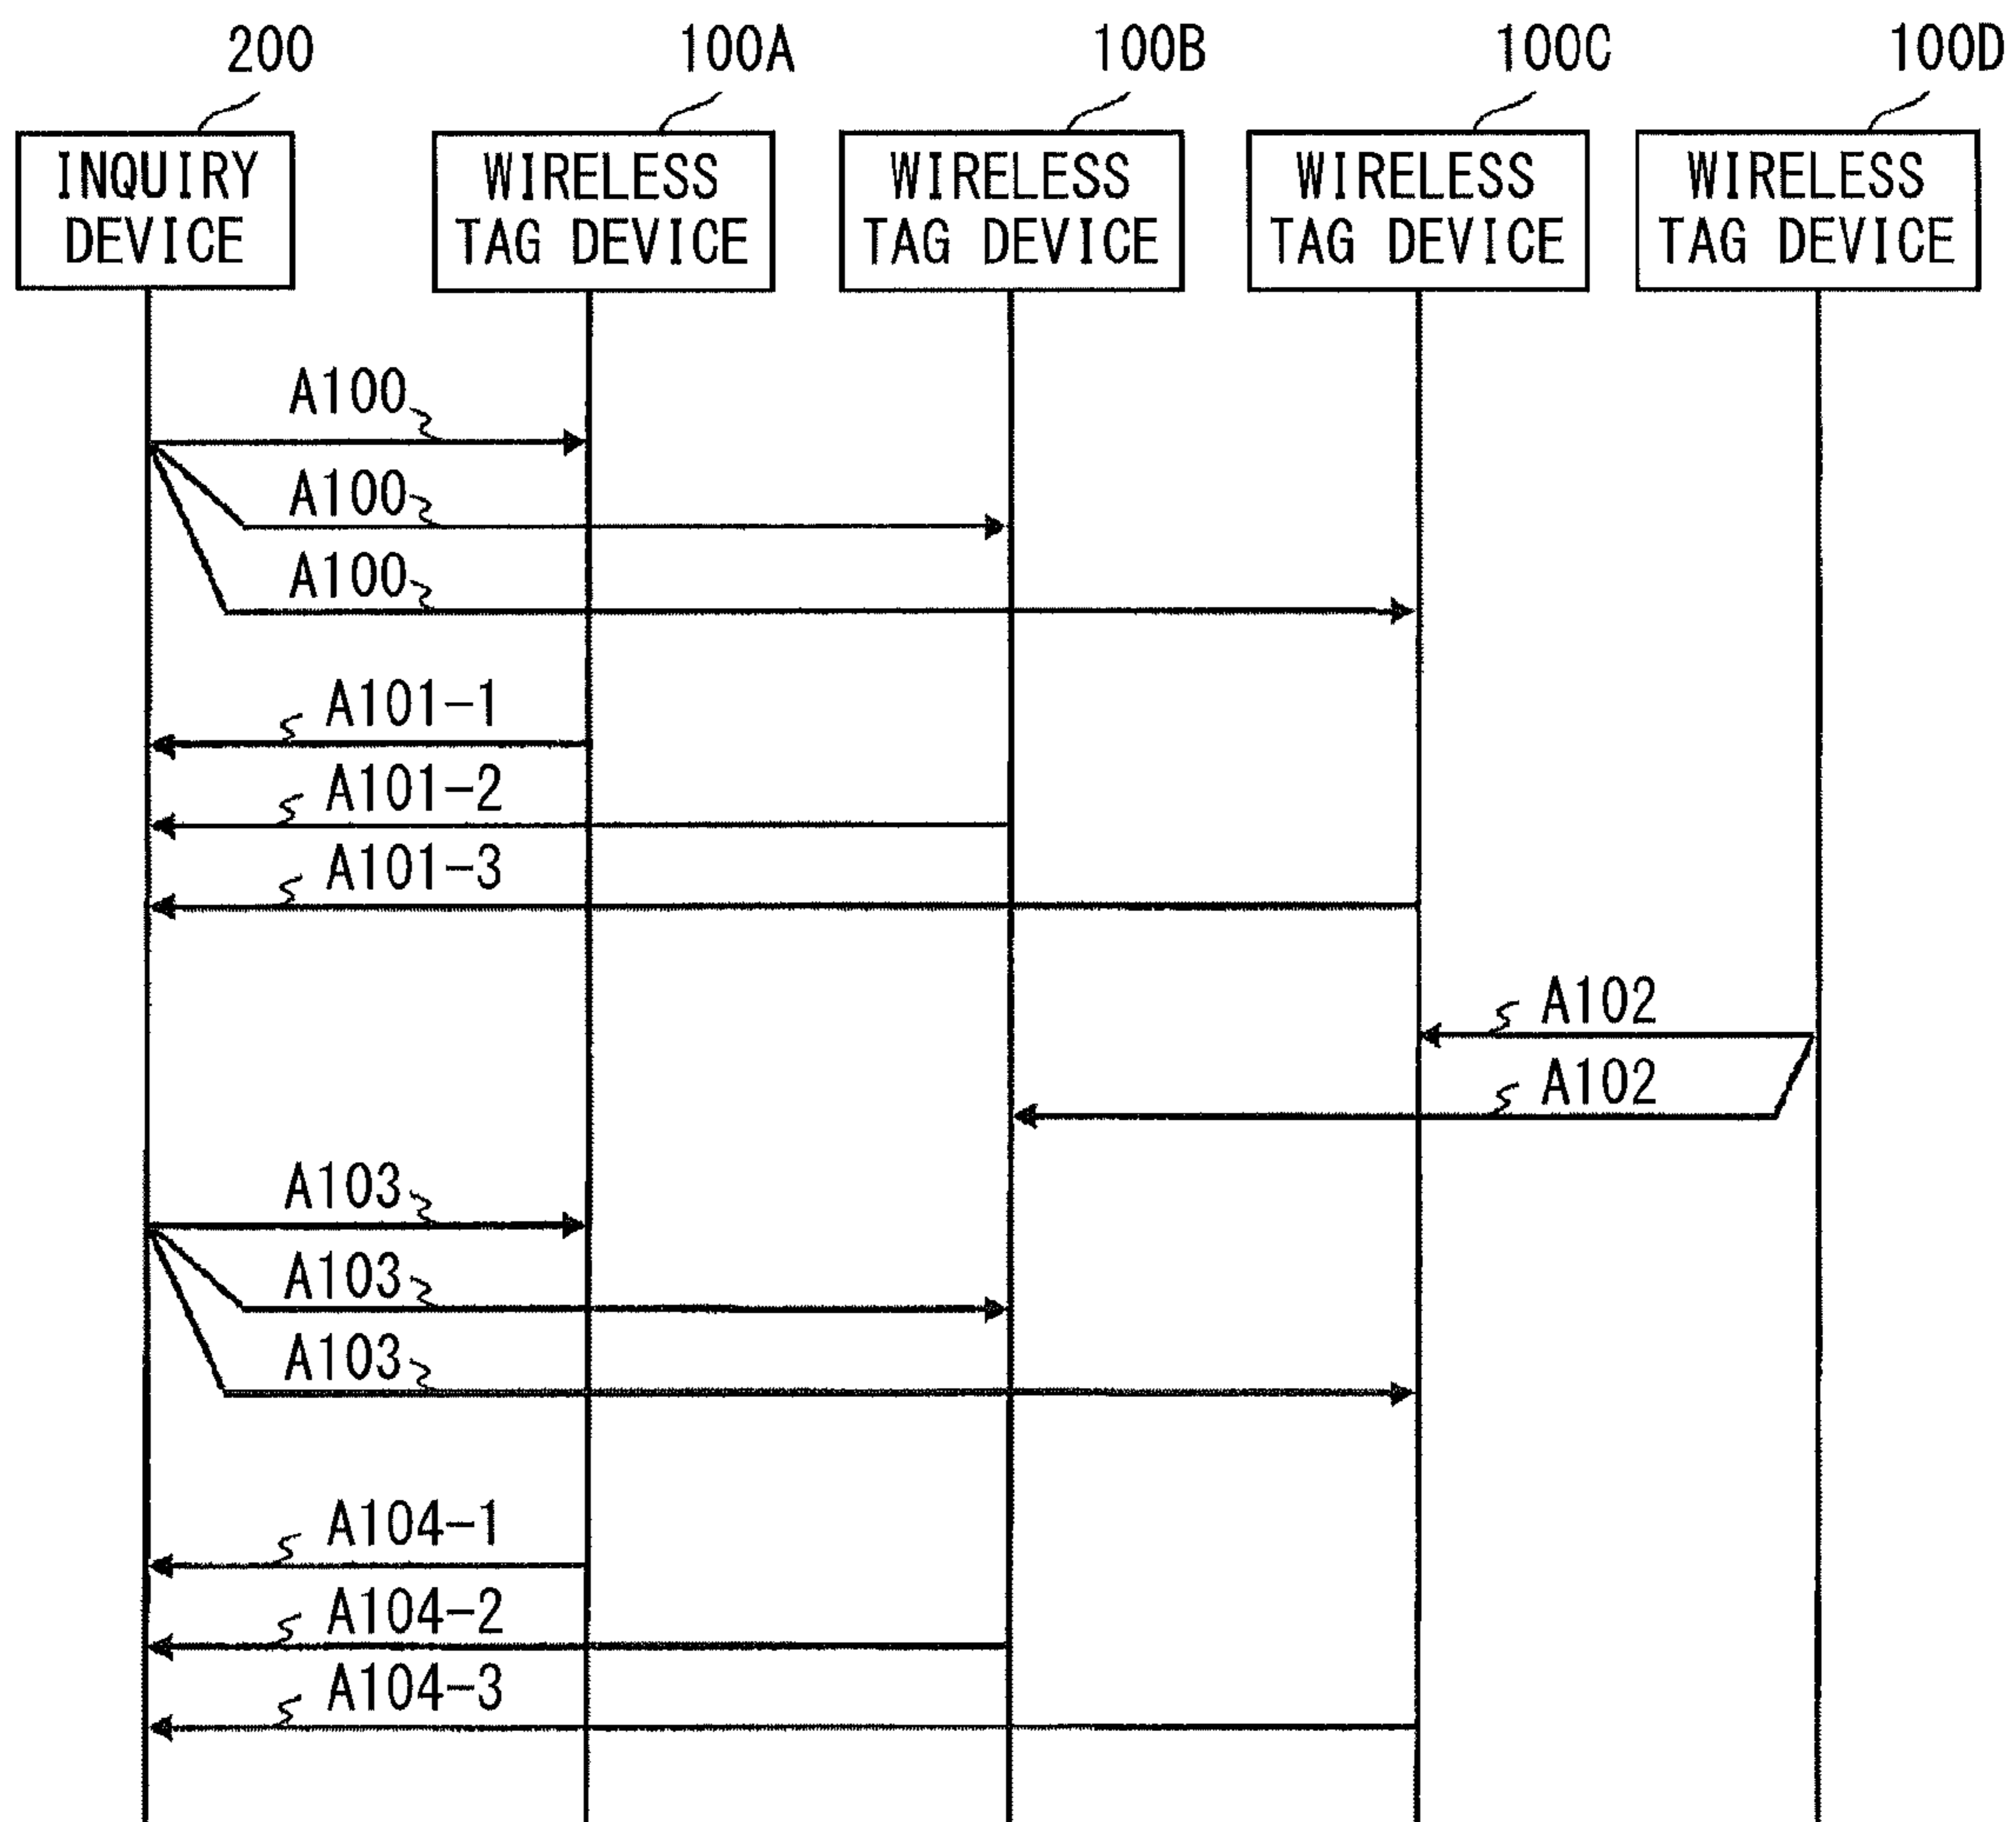 200
100A
100B
100C
100D
INQUIRY
DEVICE
WIRELESS
TAG DEVICE
WIRELESS
TAG DEVICE
WIRELESS
TAG DEVICE
WIRELESS
TAG DEVICE
A100
A100
A100
A101-1
A101-2
A101-3
A102
A102
A103
A103
A103
A104-1
A104-2
A104-3